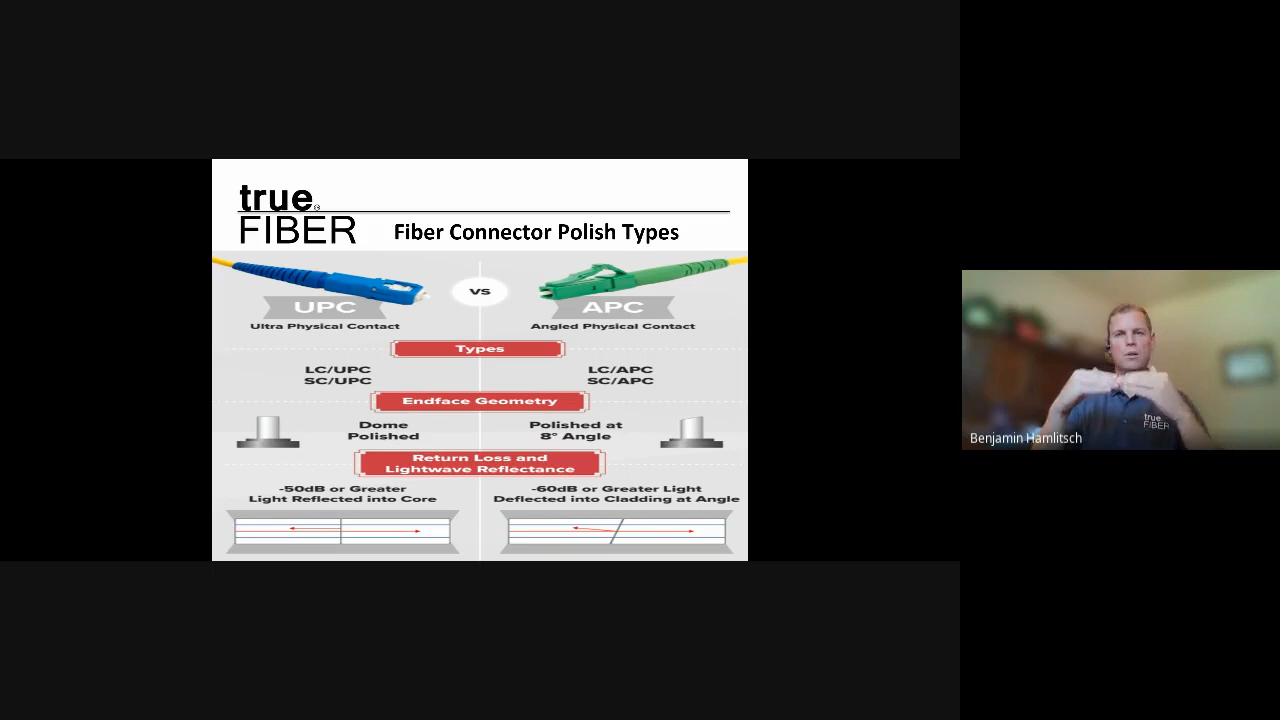 true®
FIBER
Fiber Connector Polish Types
UPC
vs
APC
Ultra Physical Contact
Angled Physical Contact
Types
LC/UPC
SC/UPC
LC/APC
SC/APC
Endface Geometry
Dome
Polished
Polished at
8° Angle
Return Loss and
Lightwave Reflectance
-50dB or Greater
Light Reflected into Core
-60dB or Greater Light
Deflected into Cladding at Angle
true
FIBER
Benjamin Hamlitsch